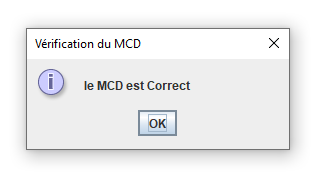 Vérification du MCD
le MCD est Correct
OK